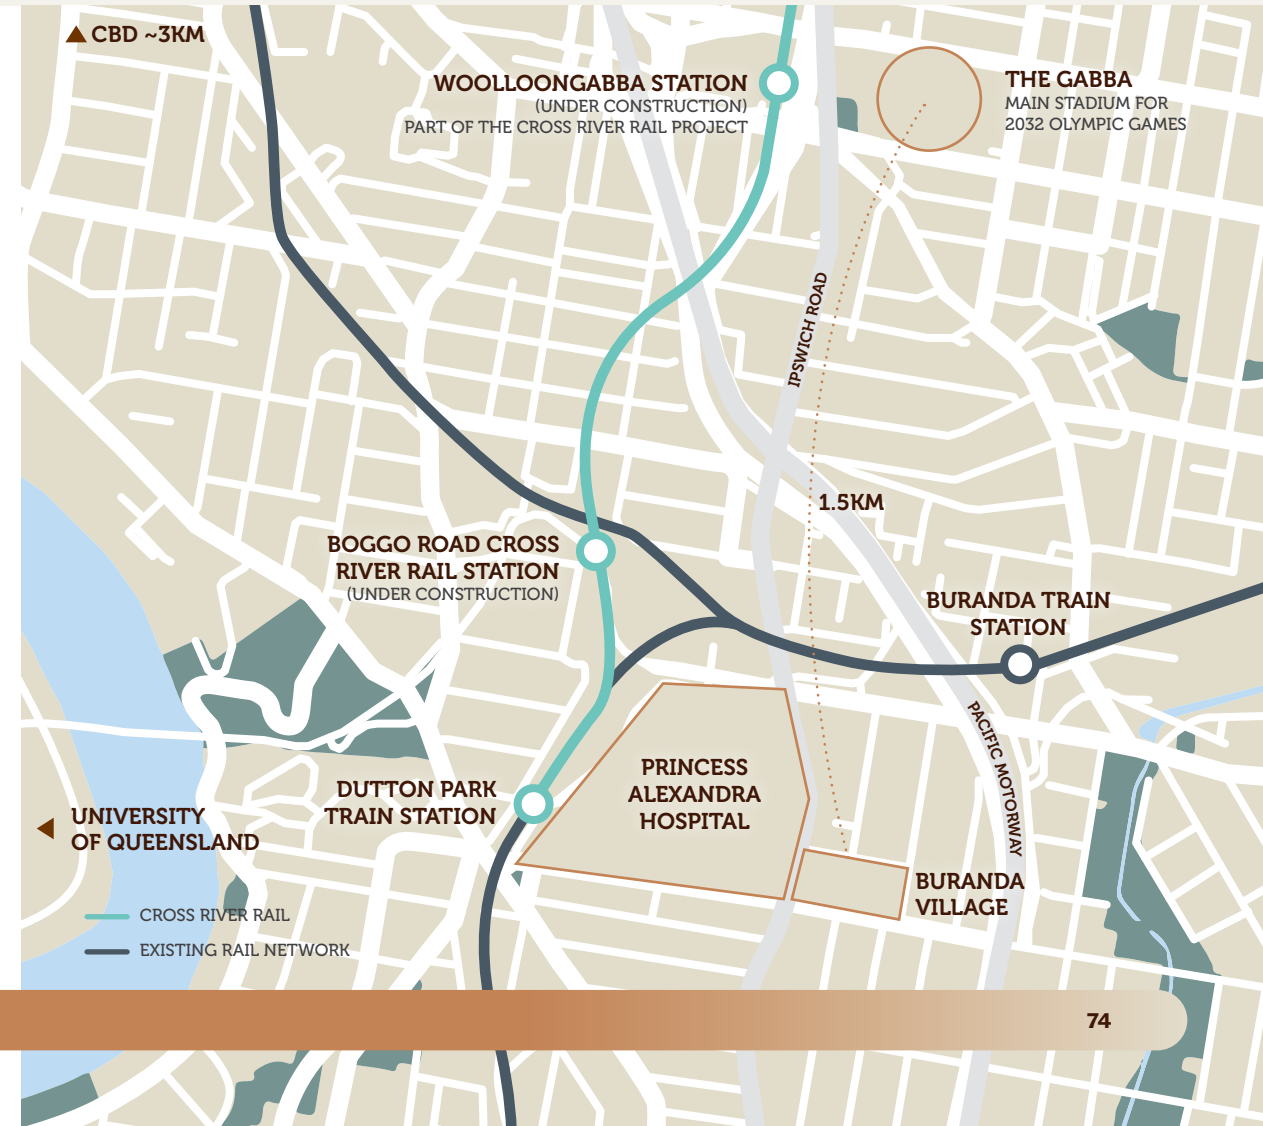 CBD ~3KM
WOOLLOONGABBA STATION
(UNDER CONSTRUCTION)
PART OF THE CROSS RIVER RAIL PROJECT
THE GABBA
MAIN STADIUM FOR
2032 OLYMPIC GAMES
IPSWICH ROAD
1.5KM
BOGGO ROAD CROSS
RIVER RAIL STATION
(UNDER CONSTRUCTION)
BURANDA TRAIN
STATION
PACIFIC MOTORWAY
PRINCESS
ALEXANDRA
HOSPITAL
DUTTON PARK
TRAIN STATION
UNIVERSITY
OF QUEENSLAND
BURANDA
VILLAGE
CROSS RIVER RAIL
EXISTING RAIL NETWORK
74